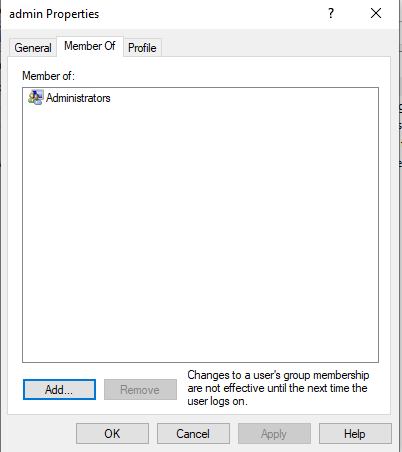 admin Properties
?
General Member Of Profile
Member of:
Administrators
Add... Remove
Changes to a user's group membership
are not effective until the next time the
user logs on.
OK Cancel Apply Help